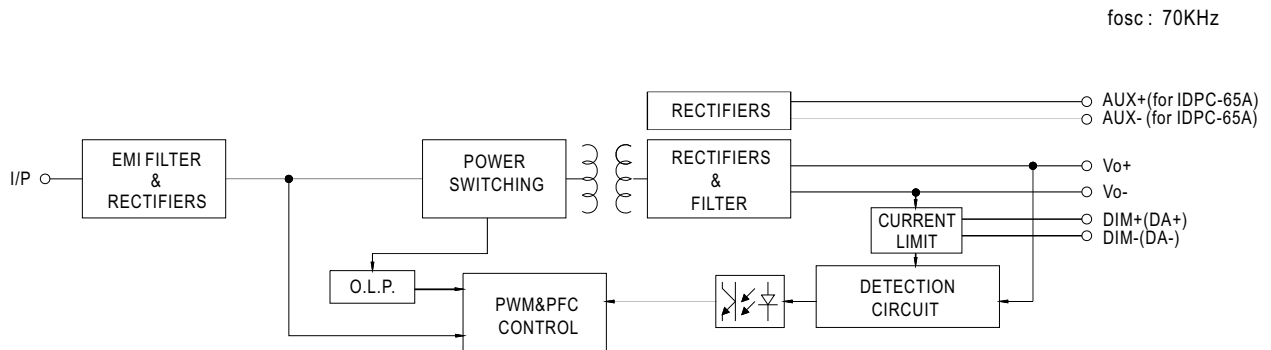 fosc : 70KHz
RECTIFIERS
AUX+(for IDPC-65A)
AUX- (for IDPC-65A)
I/P
EMI FILTER
&
RECTIFIERS
POWER
SWITCHING
RECTIFIERS
&
FILTER
Vo+
Vo-
CURRENT
LIMIT
DIM+(DA+)
DIM-(DA-)
O.L.P.
PWM&PFC
CONTROL
DETECTION
CIRCUIT